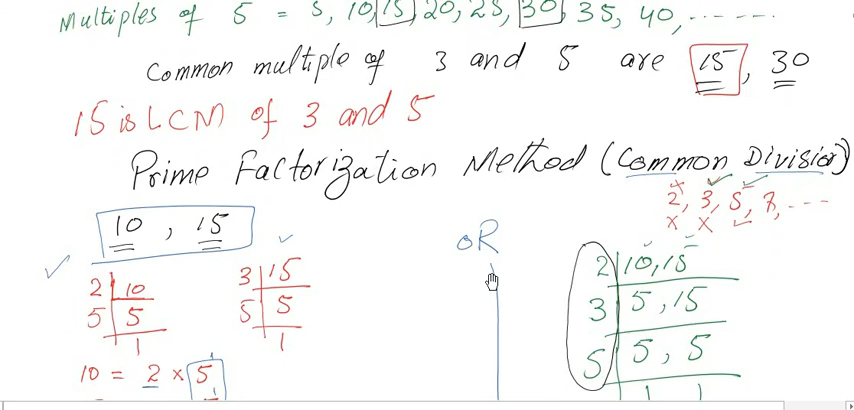 Multiples of 5 = 5, 10, 15, 20, 25, 30, 35, 40, ------
Common multiple of 3 and 5 are 15, 30
15 is LCM of 3 and 5
Prime Factorization Method (Common Division)
2, 3, 5, 7, ----
10 , 15
OR
2 10
5 5
1
3 15
5 5
1
10 = 2 × 5
2 10, 15
3 5, 15
5 5, 5
1 1